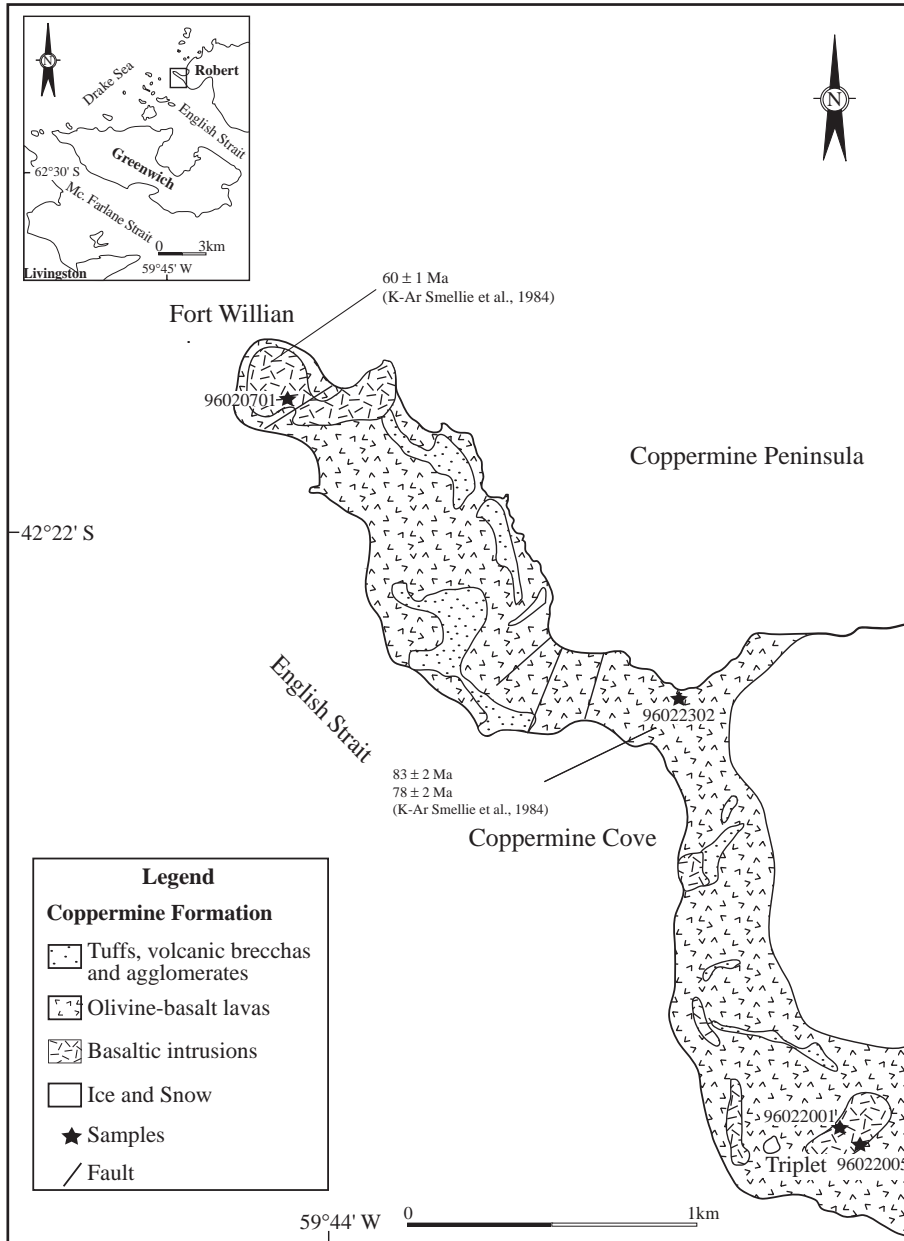 N
Robert
Drake Sea
English Strait
Greenwich
62°30' S
Mc. Farlane Strait
0 3km
Livingston
59°45' W
N
60 ± 1 Ma
(K-Ar Smellie et al., 1984)
Fort Willian
96020701
Coppermine Peninsula
42°22' S
English Strait
96022302
83 ± 2 Ma
78 ± 2 Ma
(K-Ar Smellie et al., 1984)
Coppermine Cove
Legend
Coppermine Formation
Tuffs, volcanic brecchas
and agglomerates
Olivine-basalt lavas
Basaltic intrusions
Ice and Snow
Samples
Fault
96022001
Triplet
96022005
59°44' W
0 1km